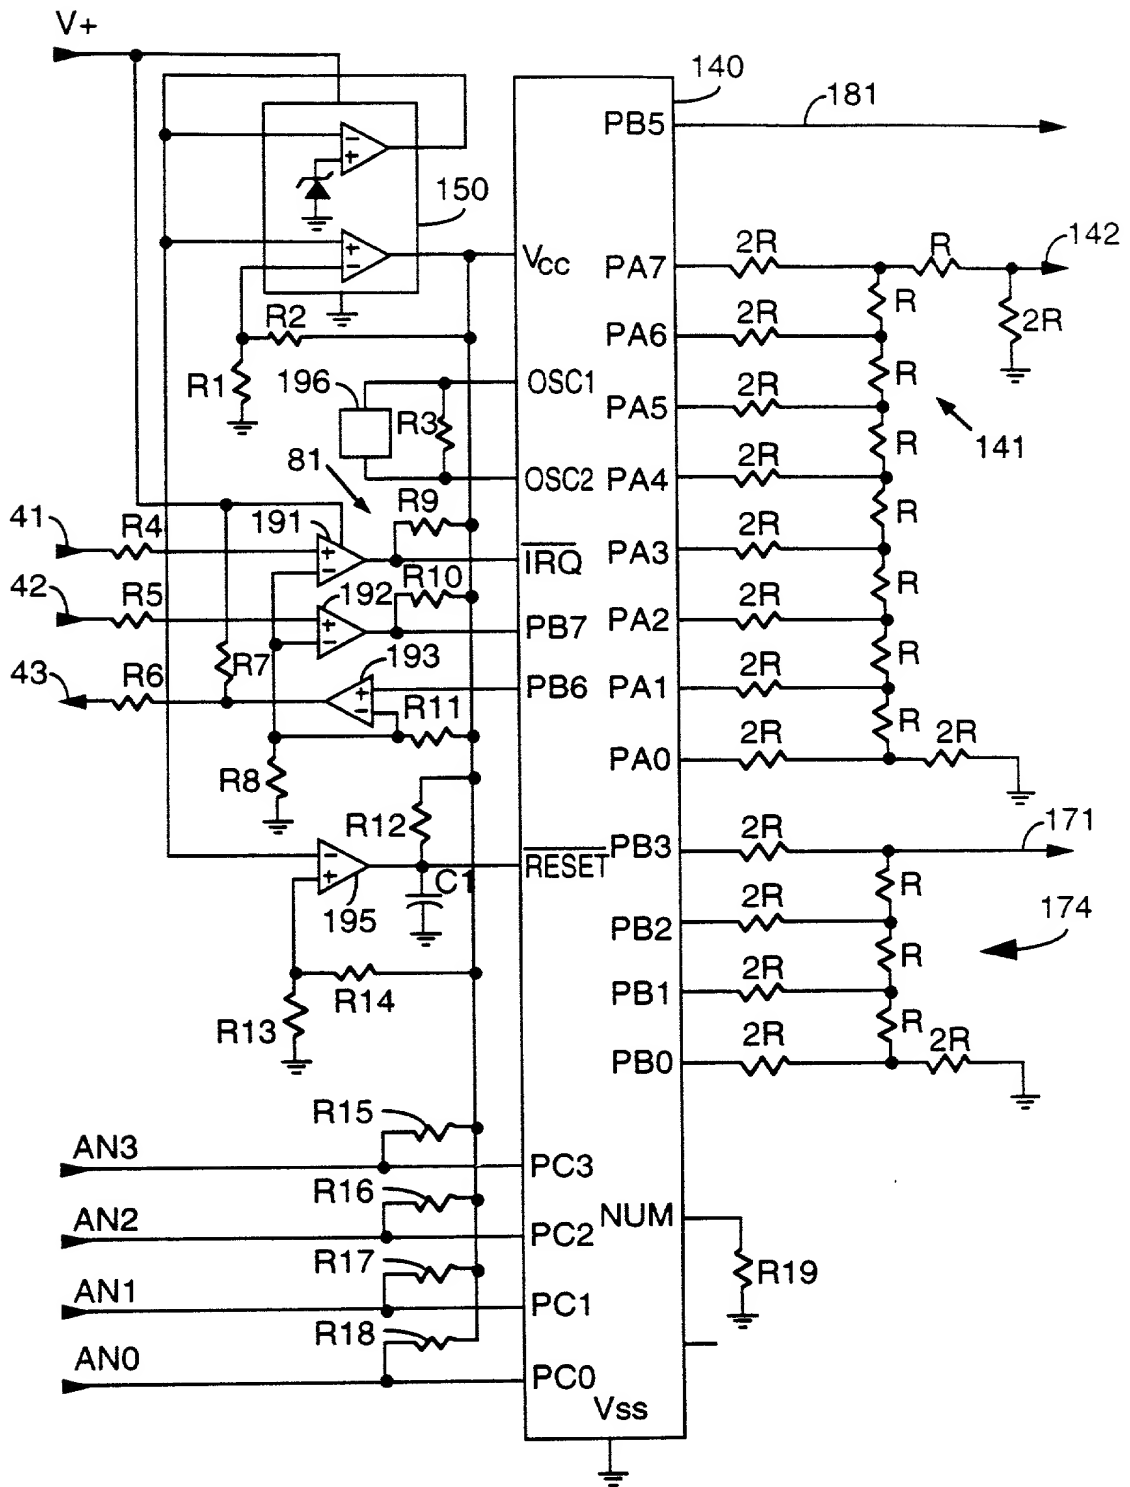 V+
140
PB5
181
150
VCC
PA7
2R
R
142
R
2R
R2
PA6
2R
R1
196
OSC1
R3
R
PA5
2R
141
R
81
OSC2
PA4
2R
R9
R
41
R4
191
IRQ
PA3
2R
R10
R
42
R5
192
PB7
PA2
2R
R
43
R6
R7
193
PB6
PA1
2R
R11
R
R8
PA0
2R
2R
R12
RESET
PB3
2R
171
C1
R
195
PB2
2R
174
R
R14
PB1
2R
R13
R
PB0
2R
2R
R15
AN3
PC3
R16
AN2
PC2
NUM
R17
R19
AN1
PC1
R18
AN0
PC0
Vss
+
−
+
−
+
−
+
−
+
−
+
−
+
−